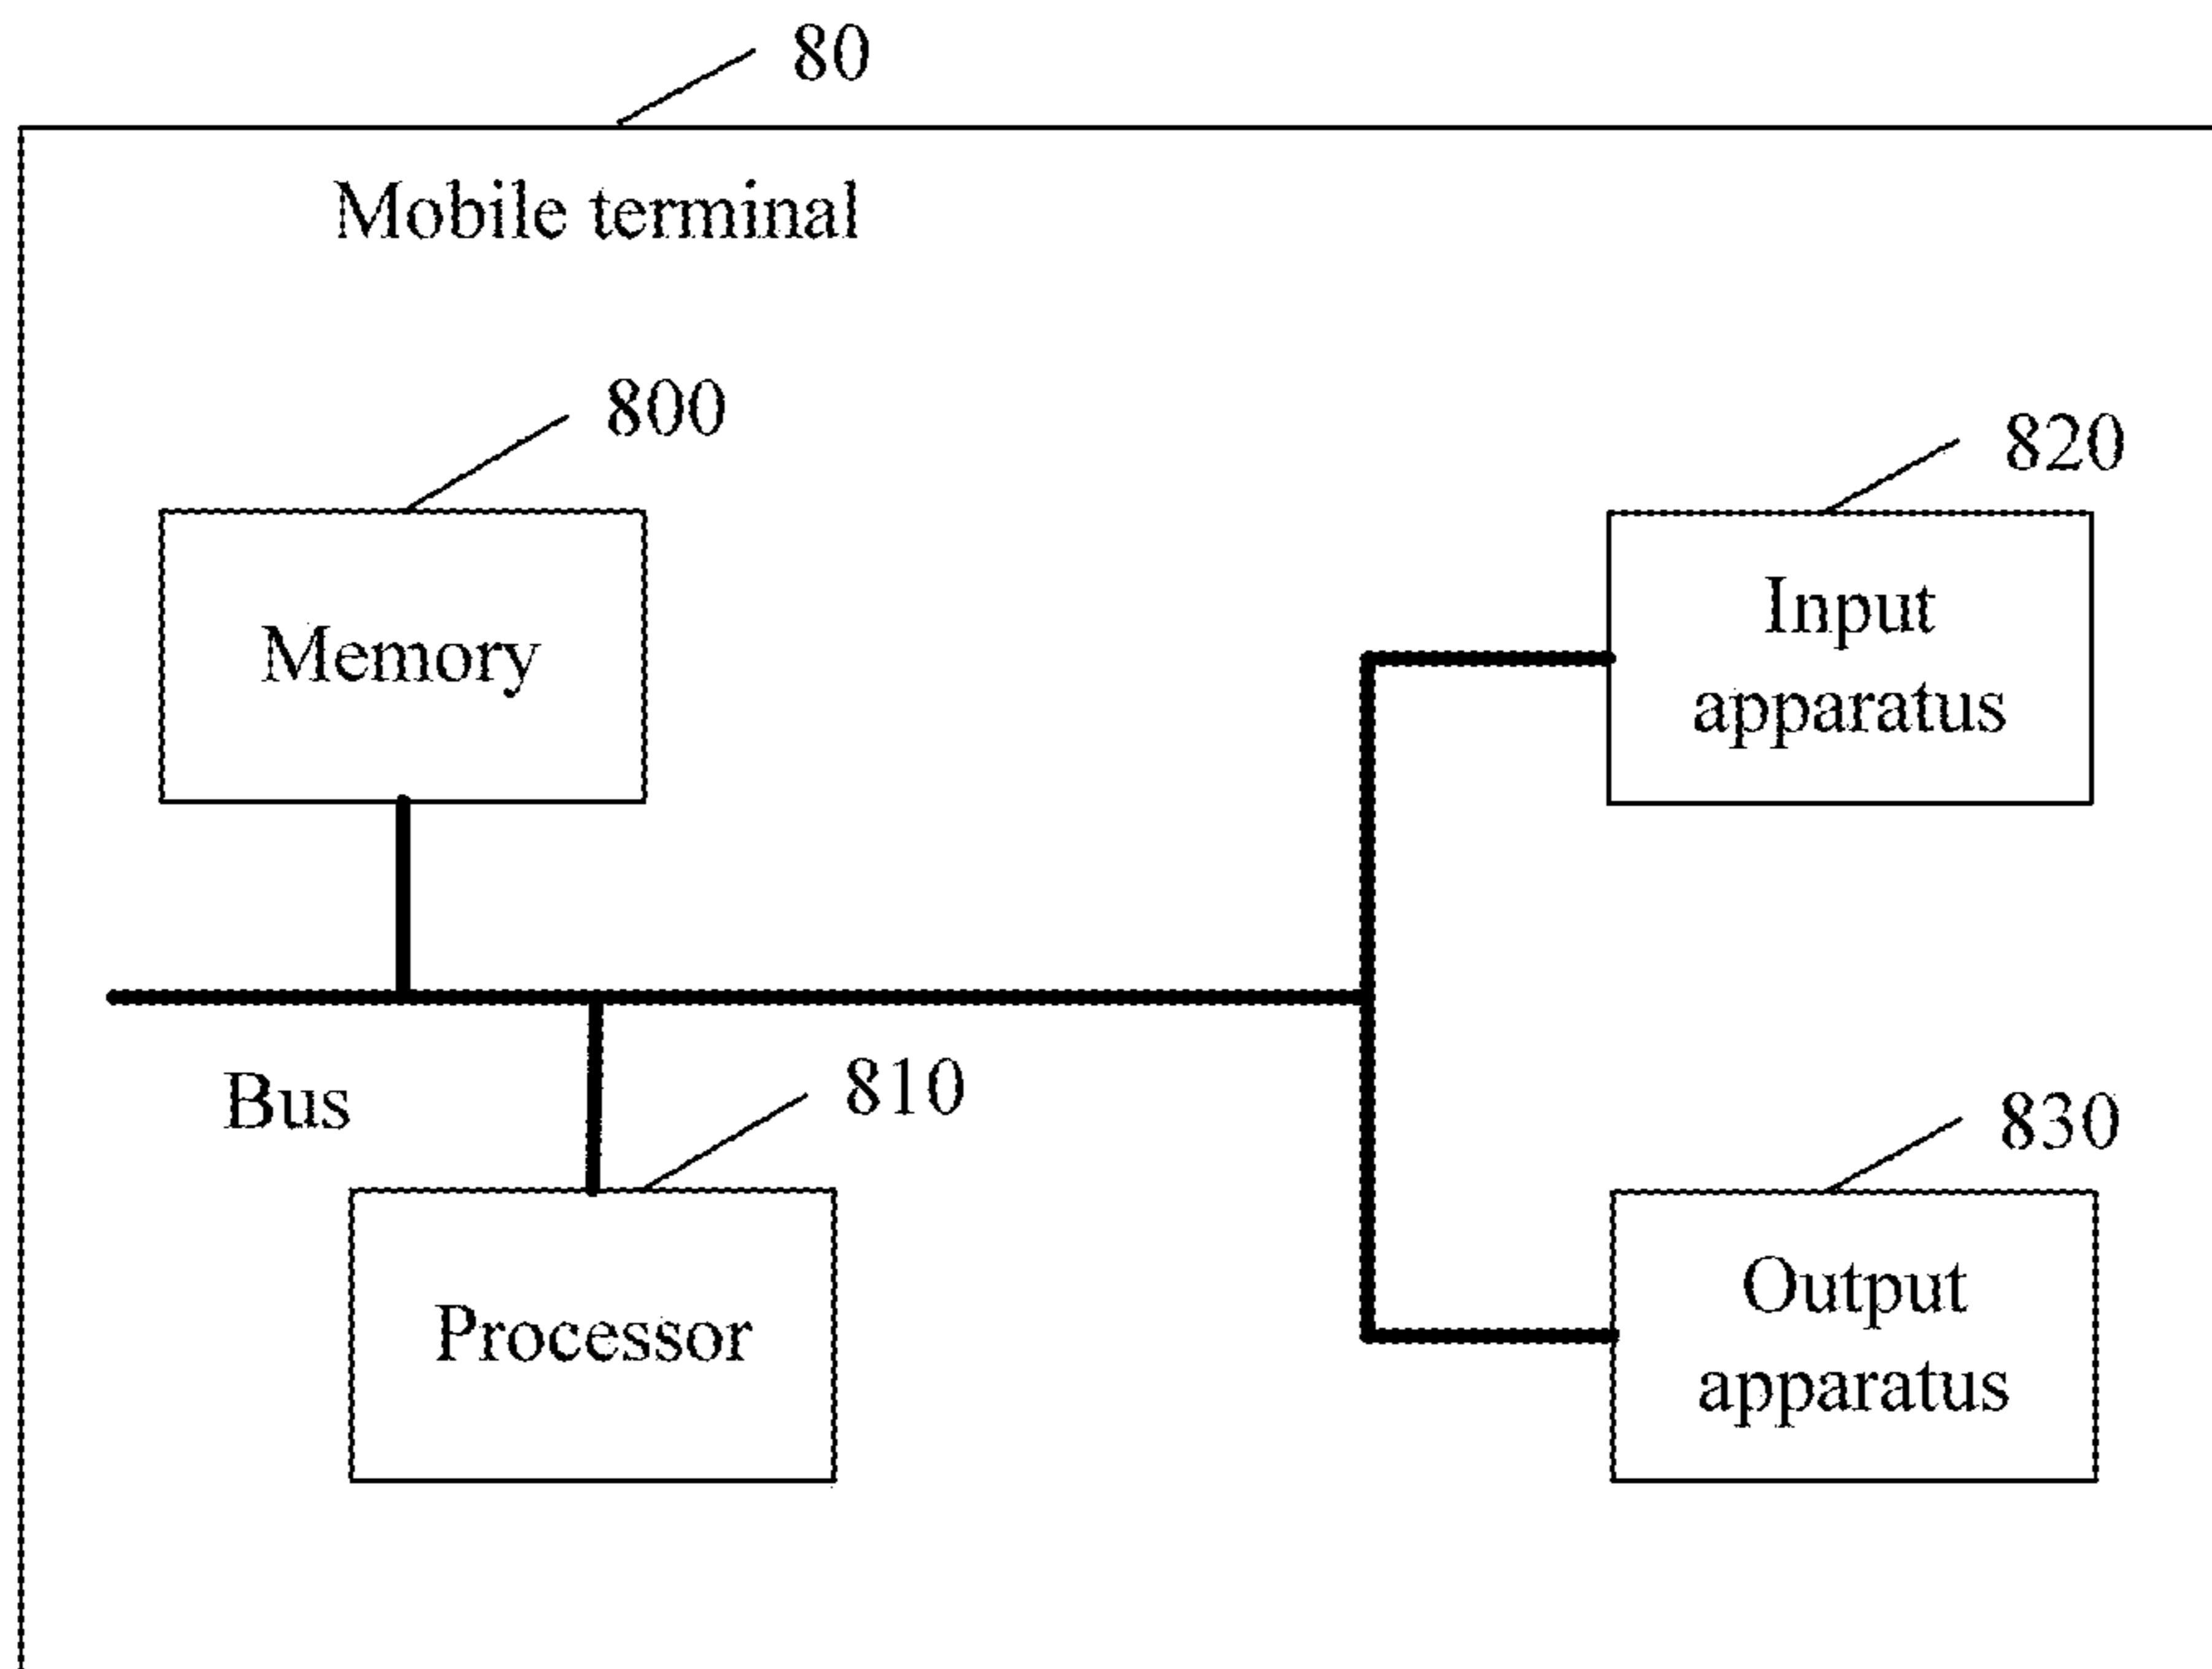 80
Mobile terminal
800
820
Memory
Input
apparatus
Bus
810
830
Processor
Output
apparatus